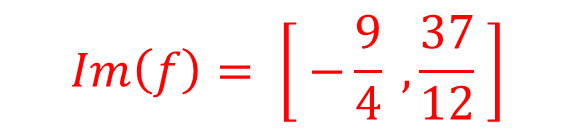 Im(f) = [ −9/4 , 37/12 ]